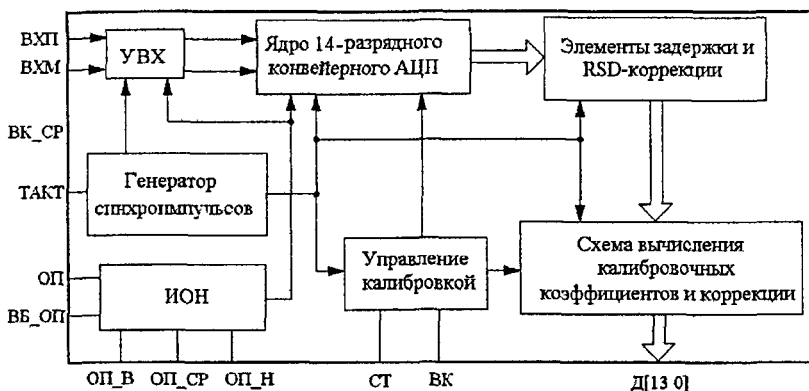 ВХП
ВХМ
УВХ
Ядро 14-разрядного
конвейерного АЦП
Элементы задержки и
RSD-коррекции
ВК_СР
ТАКТ
Генератор
синхроимпульсов
ОП
ВБ_ОП
ИОН
Управление
калибровкой
Схема вычисления
калибровочных
коэффициентов и коррекции
ОП_В
ОП_СР
ОП_Н
СТ
ВК
Д[13 0]